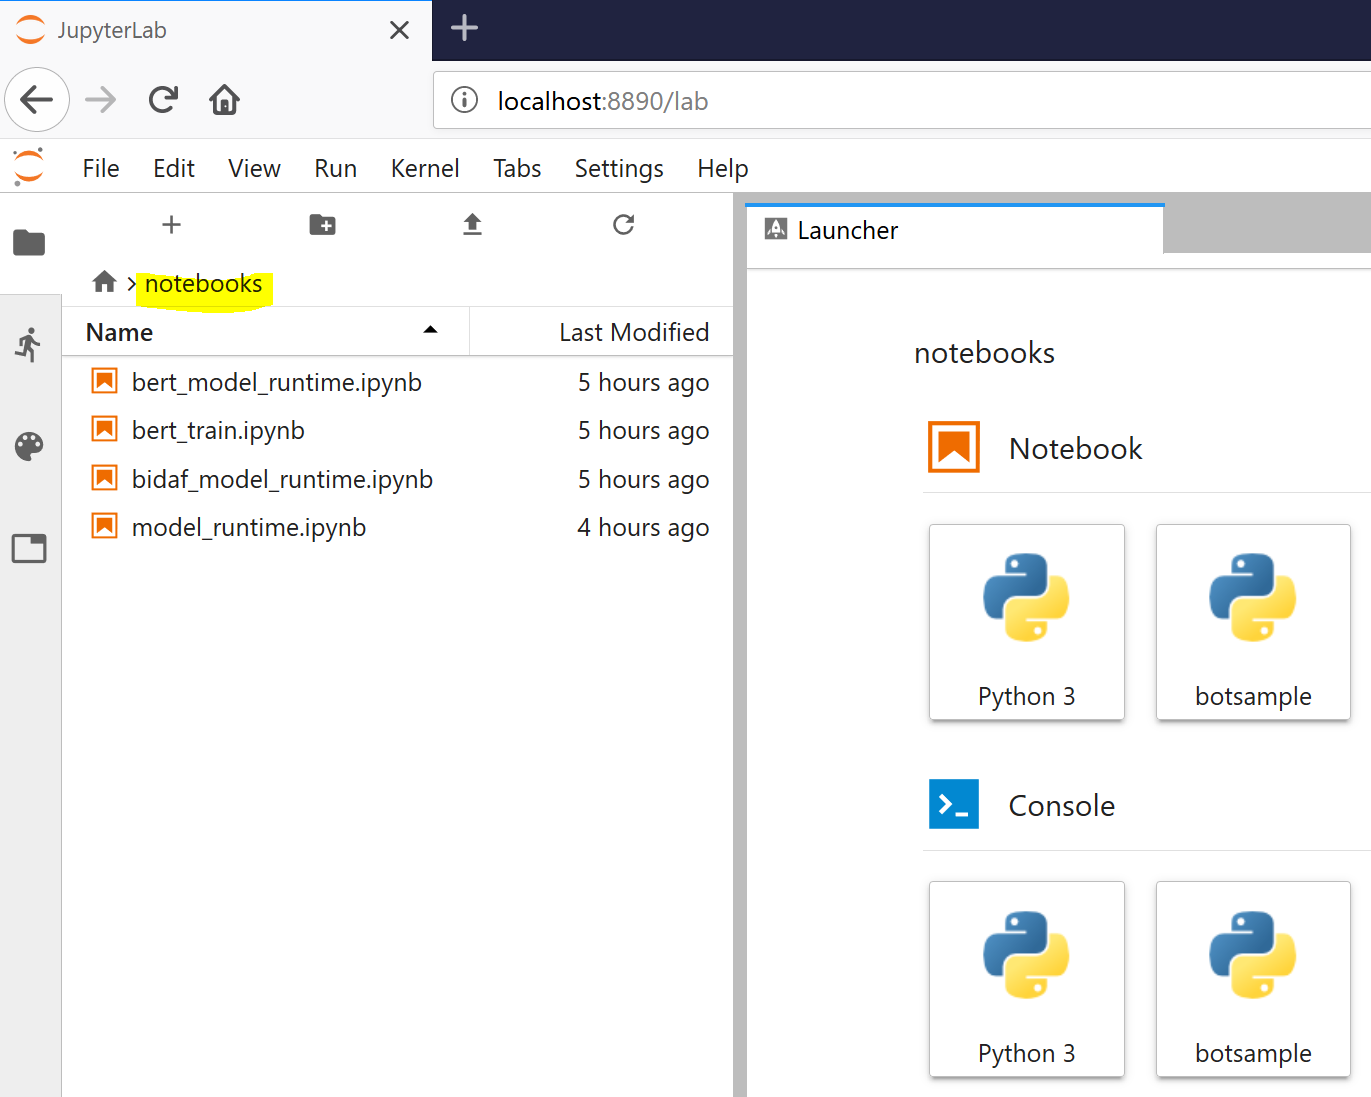 JupyterLab
localhost:8890/lab
File Edit View Run Kernel Tabs Settings Help
notebooks
Name Last Modified
bert_model_runtime.ipynb 5 hours ago
bert_train.ipynb 5 hours ago
bidaf_model_runtime.ipynb 5 hours ago
model_runtime.ipynb 4 hours ago
Launcher
notebooks
Notebook
Python 3 botsample
Console
Python 3 botsample